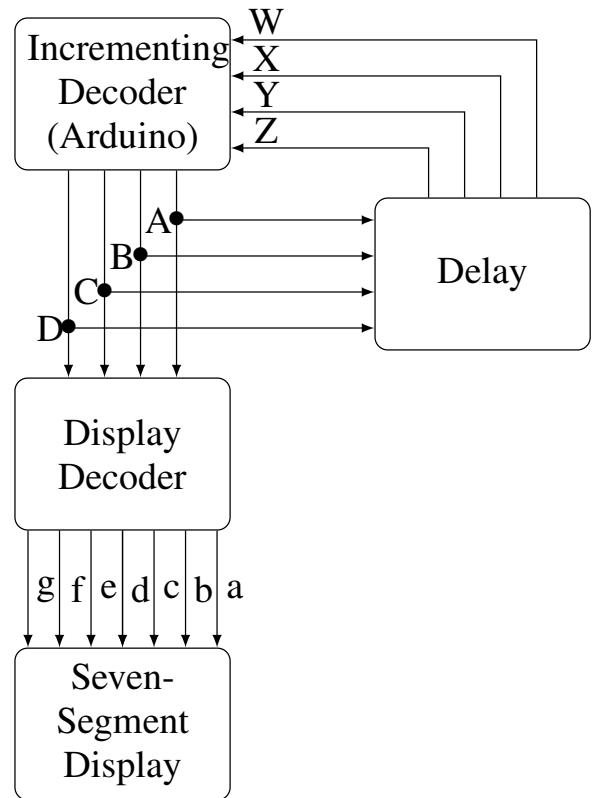 Incrementing
Decoder
(Arduino)
W
X
Y
Z
A
B
C
D
Delay
Display
Decoder
g f e d c b a
Seven-
Segment
Display